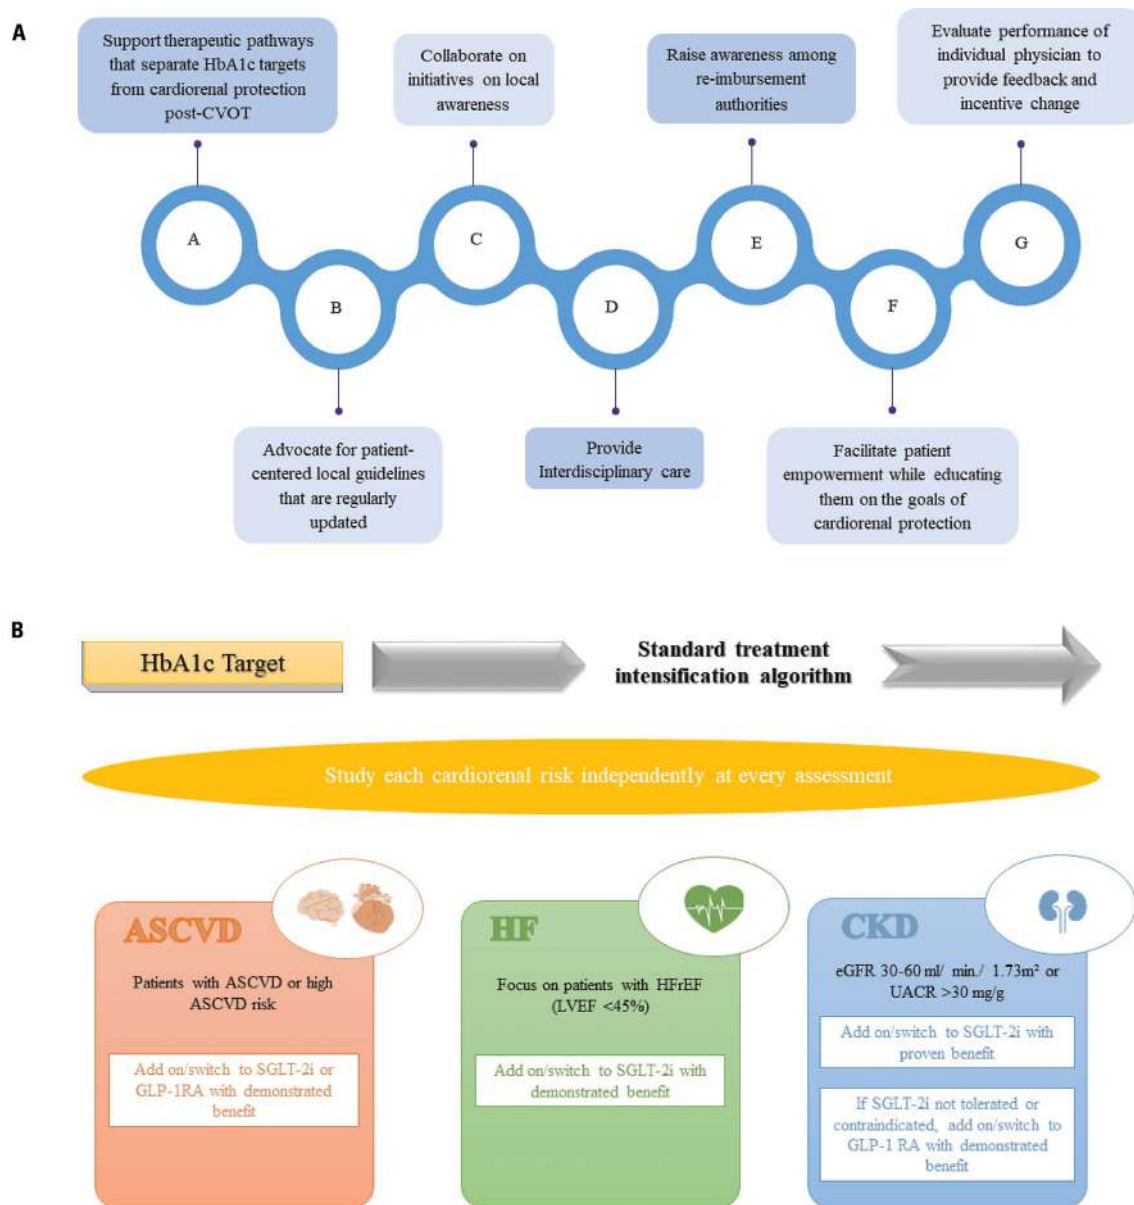 A
Support therapeutic pathways
that separate HbA1c targets
from cardiorenal protection
post-CVOT
Collaborate on
initiatives on local
awareness
Raise awareness among
re-imbursement
authorities
Evaluate performance of
individual physician to
provide feedback and
incentive change
A
B
C
D
E
F
G
Advocate for patient-
centered local guidelines
that are regularly
updated
Provide
Interdisciplinary care
Facilitate patient
empowerment while educating
them on the goals of
cardiorenal protection
B
HbA1c Target
Standard treatment
intensification algorithm
Study each cardiorenal risk independently at every assessment
ASCVD
Patients with ASCVD or high
ASCVD risk
Add on/switch to SGLT-2i or
GLP-1RA with demonstrated
benefit
HF
Focus on patients with HFrEF
(LVEF <45%)
Add on/switch to SGLT-2i with
demonstrated benefit
CKD
eGFR 30-60 ml/ min./ 1.73m² or
UACR >30 mg/g
Add on/switch to SGLT-2i with
proven benefit
If SGLT-2i not tolerated or
contraindicated, add on/switch to
GLP-1 RA with demonstrated
benefit